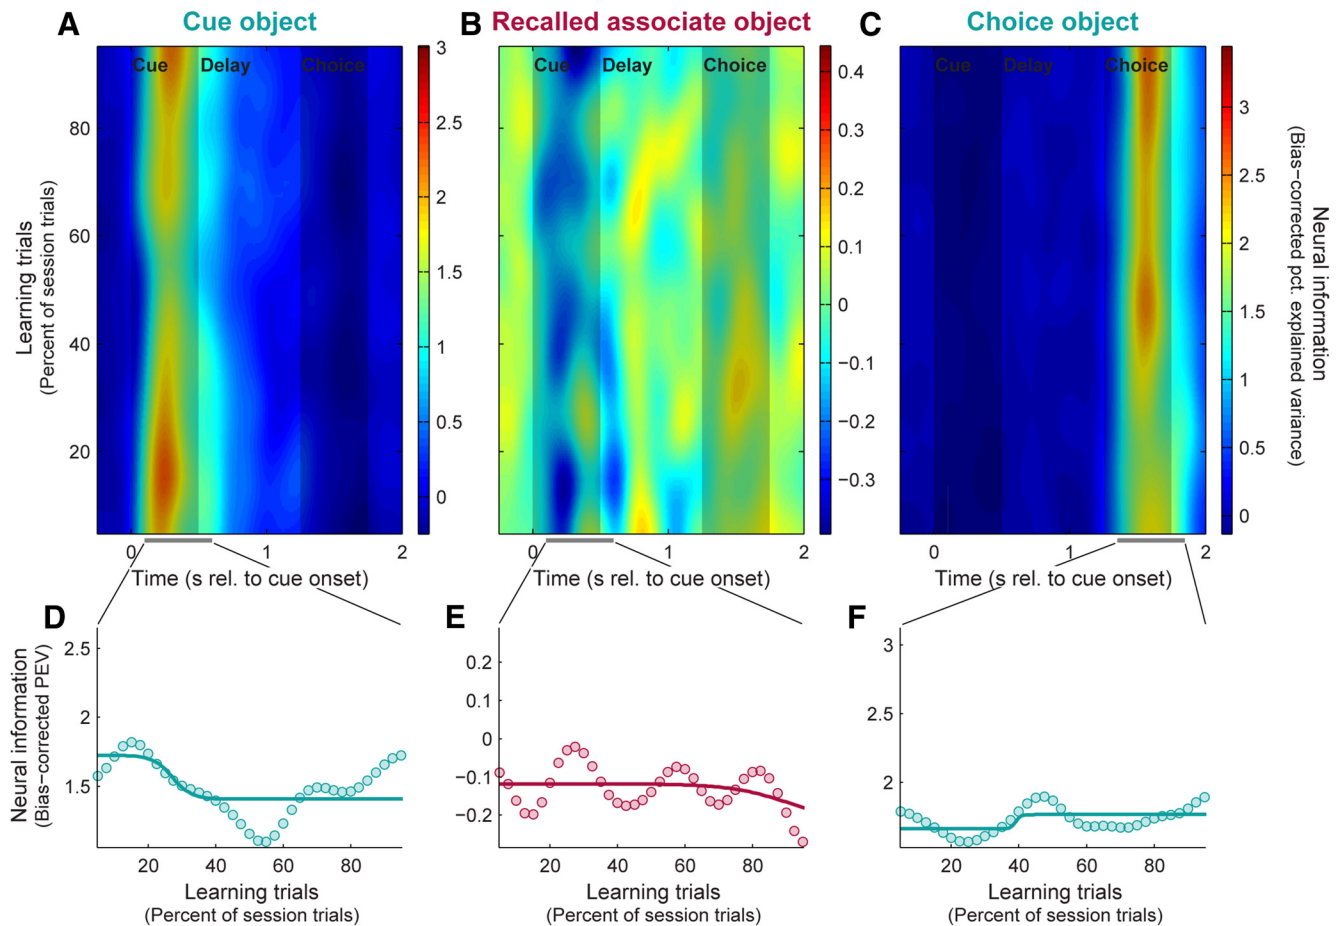 A Cue object
B Recalled associate object
C Choice object
Cue Delay Choice
Cue Delay Choice
Cue Delay Choice
Learning trials
(Percent of session trials)
80
60
40
20
0 1 2
Time (s rel. to cue onset)
3
2.5
2
1.5
1
0.5
0
0 1 2
Time (s rel. to cue onset)
0.4
0.3
0.2
0.1
0
−0.1
−0.2
−0.3
0 1 2
Time (s rel. to cue onset)
3
2.5
2
1.5
1
0.5
0
Neural information
(Bias−corrected pct. explained variance)
D
Neural information
(Bias−corrected PEV)
2.5
2
1.5
20 40 60 80
Learning trials
(Percent of session trials)
E
0.2
0.1
0
−0.1
−0.2
20 40 60 80
Learning trials
(Percent of session trials)
F
3
2.5
2
20 40 60 80
Learning trials
(Percent of session trials)